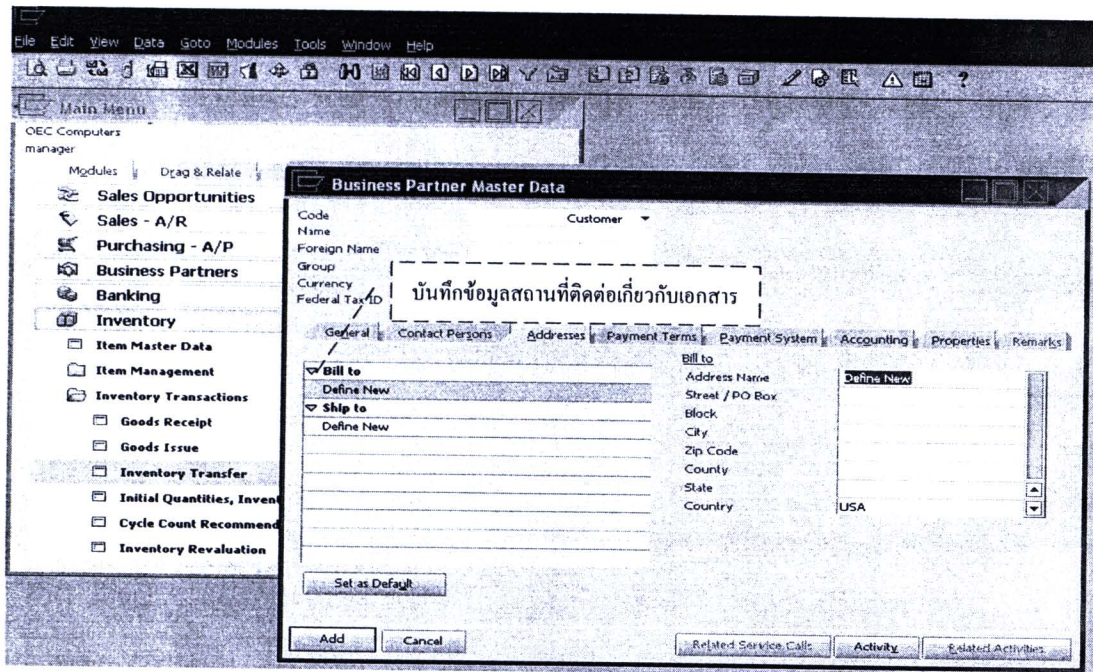 File Edit View Data Goto Modules Tools Window Help
Main Menu
OEC Computers
manager
Modules Drag & Relate
Sales Opportunities
Sales - A/R
Purchasing - A/P
Business Partners
Banking
Inventory
Item Master Data
Item Management
Inventory Transactions
Goods Receipt
Goods Issue
Inventory Transfer
Initial Quantities, Invent
Cycle Count Recommend
Inventory Revaluation
Business Partner Master Data
Code Customer
Name
Foreign Name
Group
Currency
Federal Tax ID
บันทึกข้อมูลสถานที่ติดต่อเกี่ยวกับเอกสาร
General Contact Persons Addresses Payment Terms Payment System Accounting Properties Remarks
Bill to
Define New
Ship to
Define New
Bill to
Address Name Define New
Street / PO Box
Block
City
Zip Code
County
State
Country USA
Set as Default
Add Cancel Related Service Calls Activity Related Activities